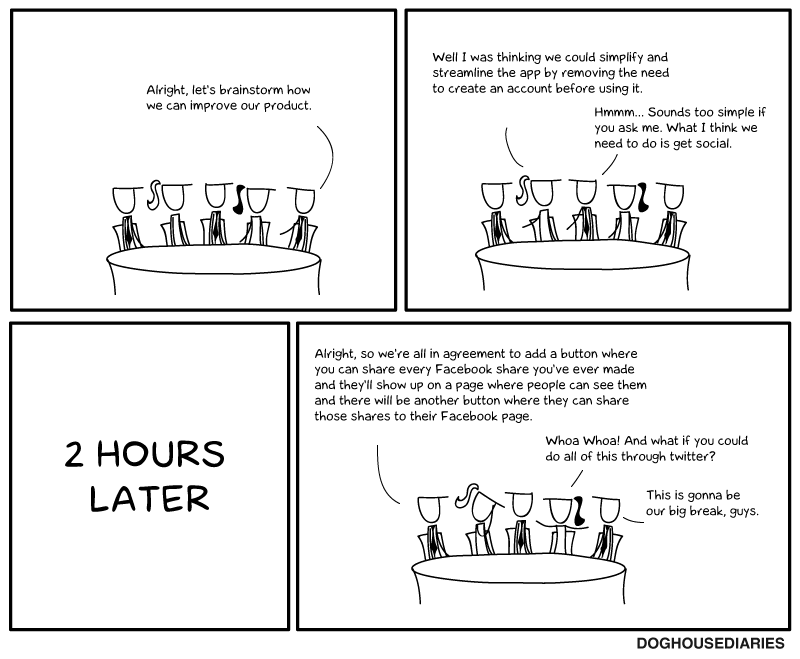 Alright, let's brainstorm how
we can improve our product.
Well I was thinking we could simplify and
streamline the app by removing the need
to create an account before using it.
Hmmm... Sounds too simple if
you ask me. What I think we
need to do is get social.
2 HOURS
LATER
Alright, so we're all in agreement to add a button where
you can share every Facebook share you've ever made
and they'll show up on a page where people can see them
and there will be another button where they can share
those shares to their Facebook page.
Whoa Whoa! And what if you could
do all of this through twitter?
This is gonna be
our big break, guys.
DOGHOUSEDIARIES